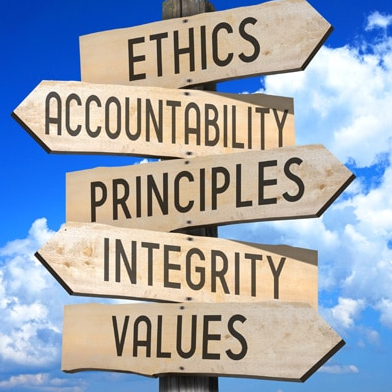 ETHICS
ACCOUNTABILITY
PRINCIPLES
INTEGRITY
VALUES